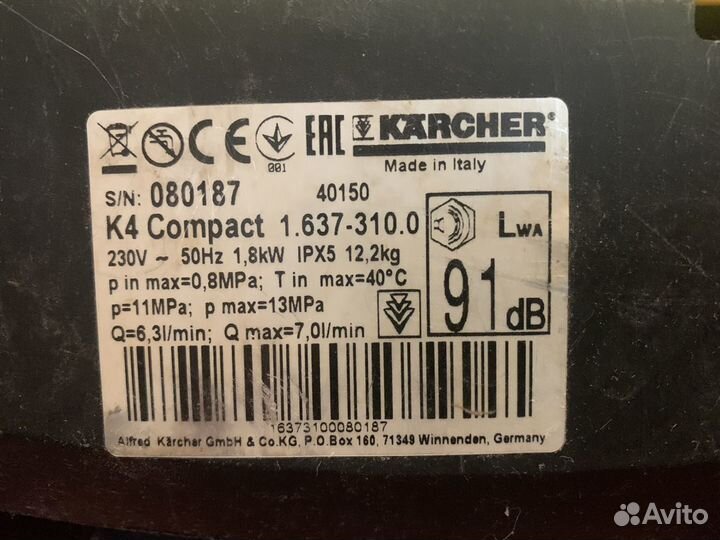 001
EAC KÄRCHER
Made in Italy
S/N: 080187 40150
K4 Compact 1.637-310.0
230V ~ 50Hz 1,8kW IPX5 12,2kg
p in max=0,8MPa; T in max=40°C
p=11MPa; p max=13MPa
Q=6,3l/min; Q max=7,0l/min
LWA
91 dB
16373100080187
Alfred Kärcher GmbH & Co.KG, P.O.Box 160, 71349 Winnenden, Germany
Avito